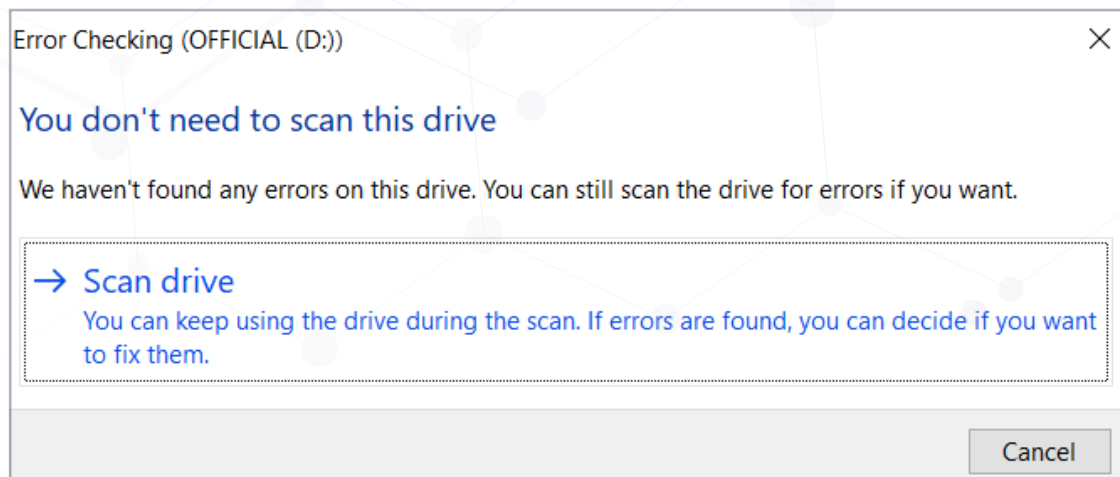 Error Checking (OFFICIAL (D:))
You don't need to scan this drive
We haven't found any errors on this drive. You can still scan the drive for errors if you want.
Scan drive
You can keep using the drive during the scan. If errors are found, you can decide if you want
to fix them.
Cancel